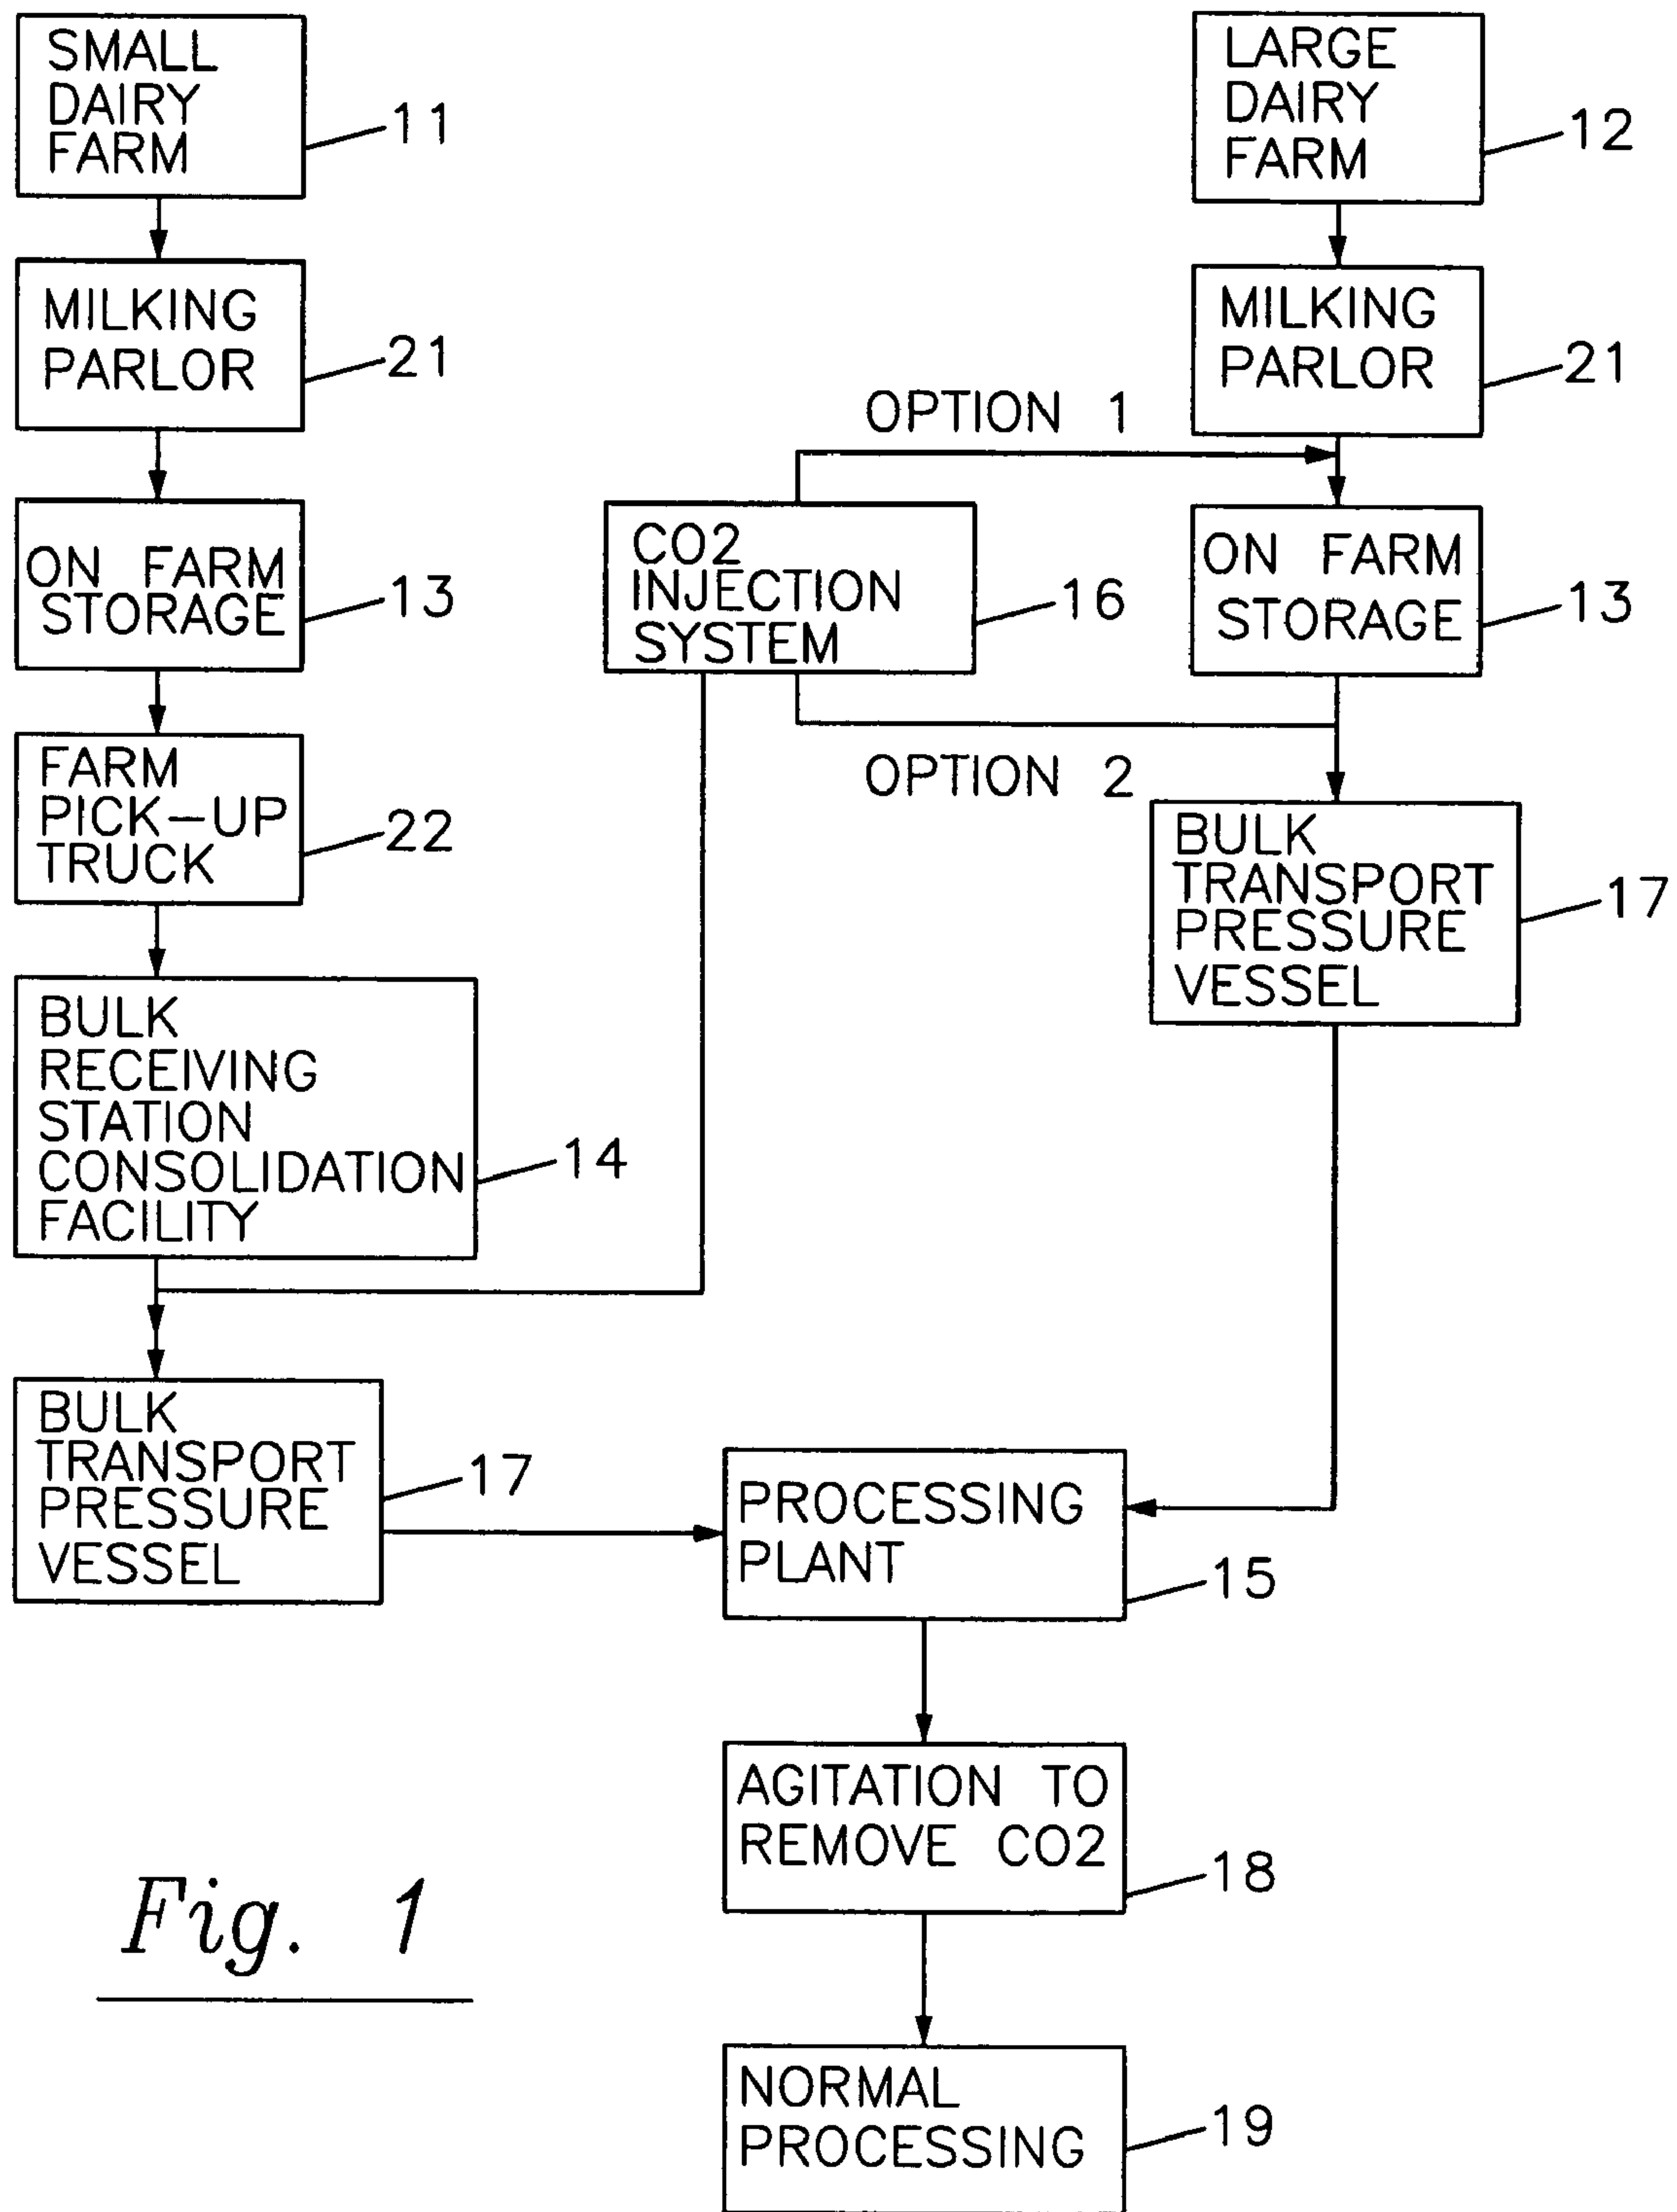 SMALL
DAIRY
FARM
11
MILKING
PARLOR
21
ON FARM
STORAGE
13
FARM
PICK-UP
TRUCK
22
BULK
RECEIVING
STATION
CONSOLIDATION
FACILITY
14
BULK
TRANSPORT
PRESSURE
VESSEL
17
OPTION 1
CO2
INJECTION
SYSTEM
16
OPTION 2
LARGE
DAIRY
FARM
12
MILKING
PARLOR
21
ON FARM
STORAGE
13
BULK
TRANSPORT
PRESSURE
VESSEL
17
PROCESSING
PLANT
15
AGITATION TO
REMOVE CO2
18
NORMAL
PROCESSING
19
Fig. 1